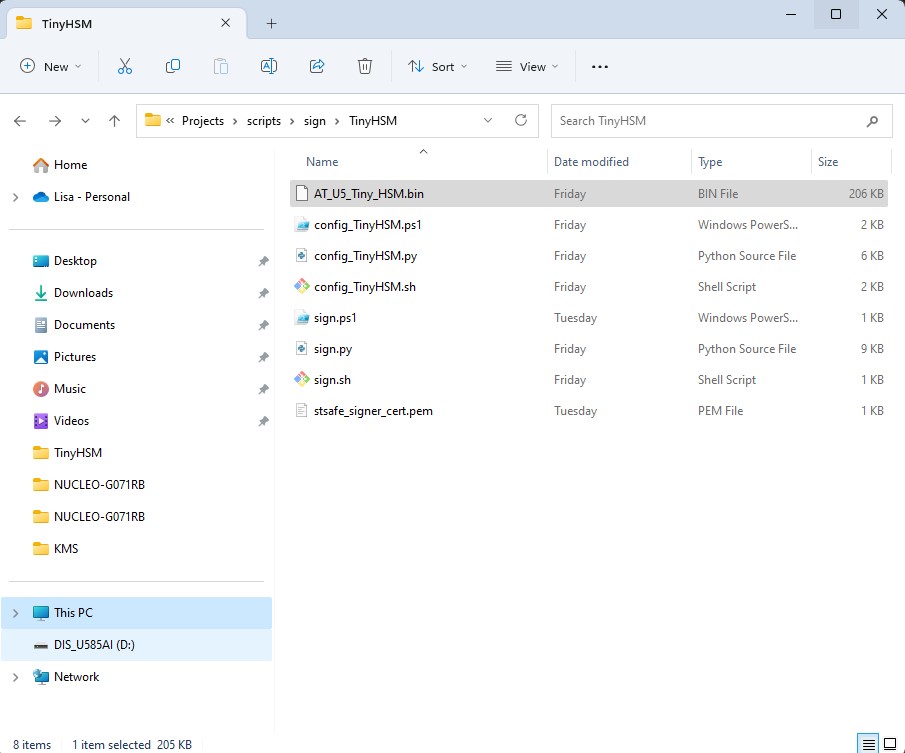 TinyHSM
New
Sort
View
« Projects > scripts > sign > TinyHSM
Search TinyHSM
Home
Lisa - Personal
Desktop
Downloads
Documents
Pictures
Music
Videos
TinyHSM
NUCLEO-G071RB
NUCLEO-G071RB
KMS
This PC
DIS_U585AI (D:)
Network
Name Date modified Type Size
AT_U5_Tiny_HSM.bin Friday BIN File 206 KB
config_TinyHSM.ps1 Friday Windows PowerS... 2 KB
config_TinyHSM.py Friday Python Source File 6 KB
config_TinyHSM.sh Friday Shell Script 2 KB
sign.ps1 Tuesday Windows PowerS... 1 KB
sign.py Friday Python Source File 9 KB
sign.sh Friday Shell Script 1 KB
stsafe_signer_cert.pem Tuesday PEM File 1 KB
8 items 1 item selected 205 KB